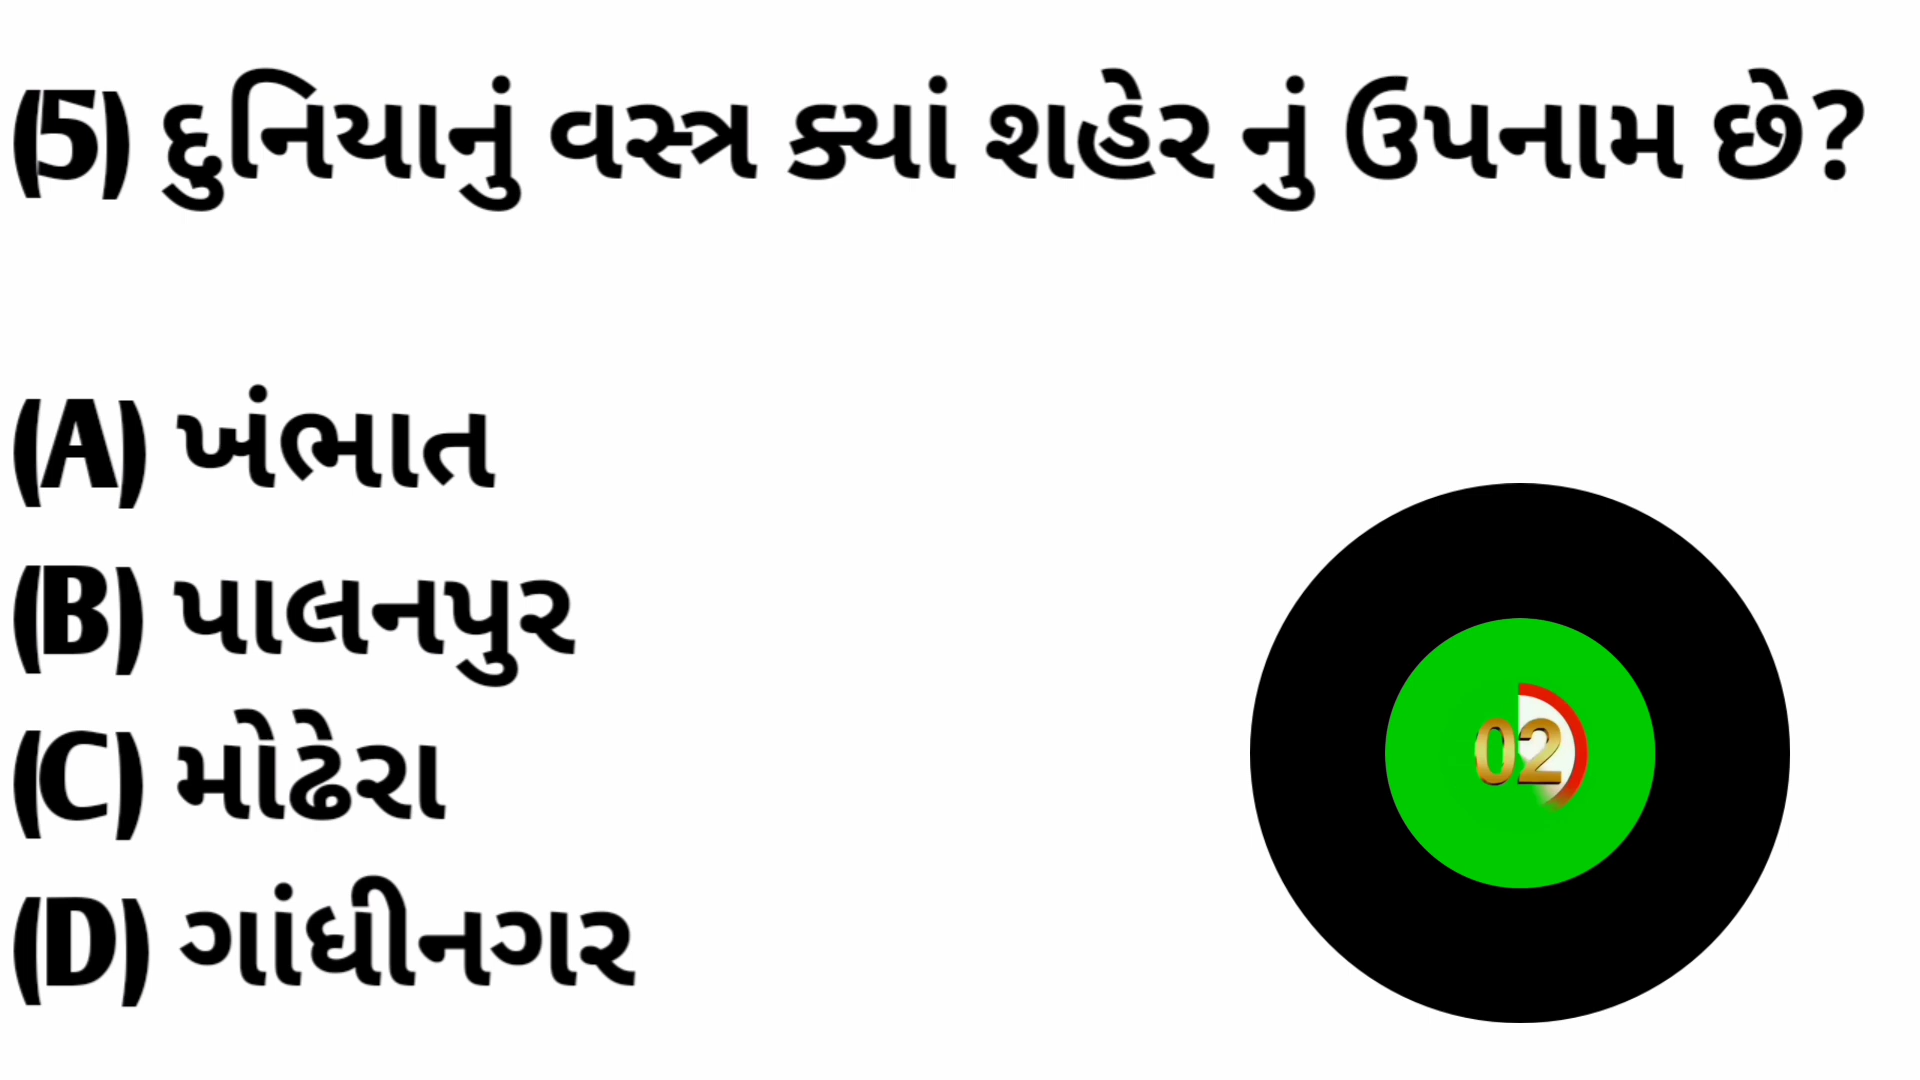 (5) દુનિયાનું વસ્ત્ર ક્યાં શહેર નું ઉપનામ છે?
(A) ખંભાત
(B) પાલનપુર
(C) મોઢેરા
(D) ગાંધીનગર
02